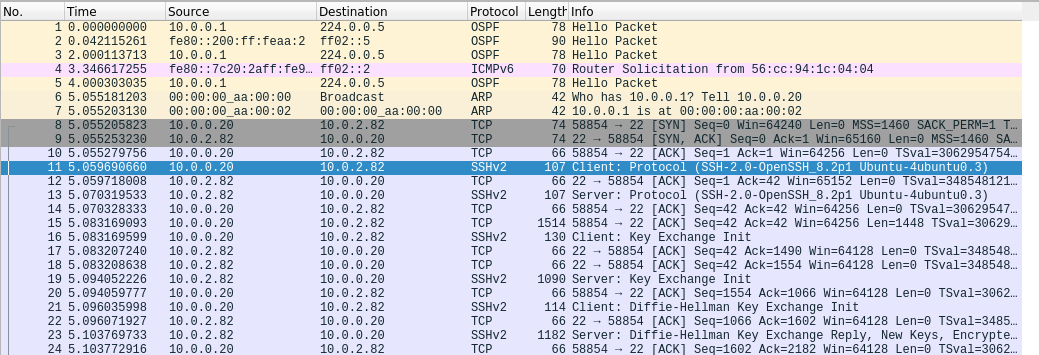 No. Time Source Destination Protocol Length Info
1 0.000000000 10.0.0.1 224.0.0.5 OSPF 78 Hello Packet
2 0.042115261 fe80::200:ff:feaa:2 ff02::5 OSPF 90 Hello Packet
3 2.000113713 10.0.0.1 224.0.0.5 OSPF 78 Hello Packet
4 3.346617255 fe80::7c20:2aff:fe9… ff02::2 ICMPv6 70 Router Solicitation from 56:cc:94:1c:04:04
5 4.000303035 10.0.0.1 224.0.0.5 OSPF 78 Hello Packet
6 5.055181203 00:00:00_aa:00:00 Broadcast ARP 42 Who has 10.0.0.1? Tell 10.0.0.20
7 5.055203130 00:00:00_aa:00:02 00:00:00_aa:00:00 ARP 42 10.0.0.1 is at 00:00:00:aa:00:02
8 5.055205823 10.0.0.20 10.0.2.82 TCP 74 58854 → 22 [SYN] Seq=0 Win=64240 Len=0 MSS=1460 SACK_PERM=1 T…
9 5.055253230 10.0.2.82 10.0.0.20 TCP 74 22 → 58854 [SYN, ACK] Seq=0 Ack=1 Win=65160 Len=0 MSS=1460 SA…
10 5.055279756 10.0.0.20 10.0.2.82 TCP 66 58854 → 22 [ACK] Seq=1 Ack=1 Win=64256 Len=0 TSval=3062954754…
11 5.059690660 10.0.0.20 10.0.2.82 SSHv2 107 Client: Protocol (SSH-2.0-OpenSSH_8.2p1 Ubuntu-4ubuntu0.3)
12 5.059718008 10.0.2.82 10.0.0.20 TCP 66 22 → 58854 [ACK] Seq=1 Ack=42 Win=65152 Len=0 TSval=348548121…
13 5.070319533 10.0.2.82 10.0.0.20 SSHv2 107 Server: Protocol (SSH-2.0-OpenSSH_8.2p1 Ubuntu-4ubuntu0.3)
14 5.070328333 10.0.0.20 10.0.2.82 TCP 66 58854 → 22 [ACK] Seq=42 Ack=42 Win=64256 Len=0 TSval=30629547…
15 5.083169093 10.0.0.20 10.0.2.82 TCP 1514 58854 → 22 [ACK] Seq=42 Ack=42 Win=64256 Len=1448 TSval=30629…
16 5.083169599 10.0.0.20 10.0.2.82 SSHv2 130 Client: Key Exchange Init
17 5.083207240 10.0.2.82 10.0.0.20 TCP 66 22 → 58854 [ACK] Seq=42 Ack=1490 Win=64128 Len=0 TSval=348548…
18 5.083208638 10.0.2.82 10.0.0.20 TCP 66 22 → 58854 [ACK] Seq=42 Ack=1554 Win=64128 Len=0 TSval=348548…
19 5.094052226 10.0.2.82 10.0.0.20 SSHv2 1090 Server: Key Exchange Init
20 5.094059777 10.0.0.20 10.0.2.82 TCP 66 58854 → 22 [ACK] Seq=1554 Ack=1066 Win=64128 Len=0 TSval=3062…
21 5.096035998 10.0.0.20 10.0.2.82 SSHv2 114 Client: Diffie-Hellman Key Exchange Init
22 5.096071927 10.0.2.82 10.0.0.20 TCP 66 22 → 58854 [ACK] Seq=1066 Ack=1602 Win=64128 Len=0 TSval=3485…
23 5.103769733 10.0.2.82 10.0.0.20 SSHv2 1182 Server: Diffie-Hellman Key Exchange Reply, New Keys, Encrypte…
24 5.103772916 10.0.0.20 10.0.2.82 TCP 66 58854 → 22 [ACK] Seq=1602 Ack=2182 Win=64128 Len=0 TSval=3062…